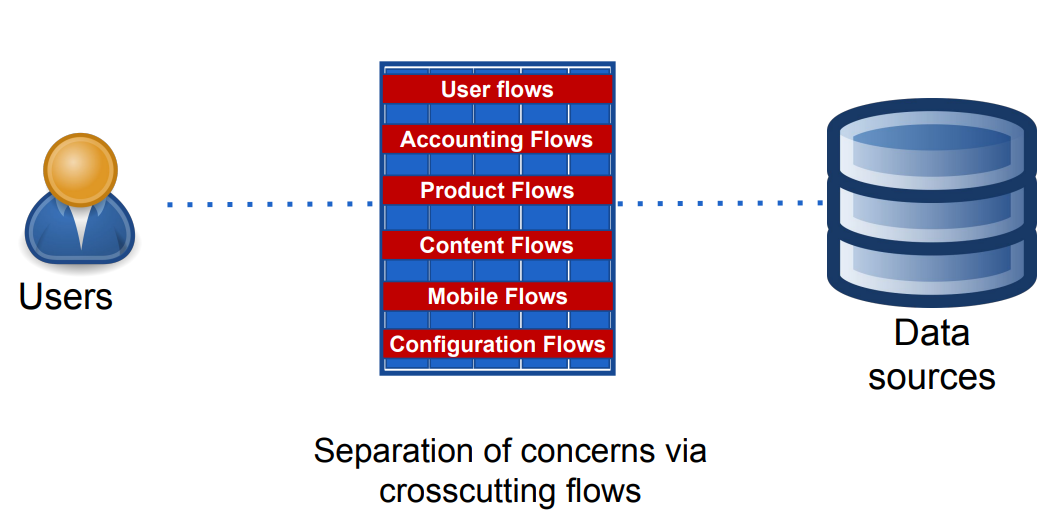 User flows
Accounting Flows
Product Flows
Content Flows
Mobile Flows
Configuration Flows
Users
Data
sources
Separation of concerns via
crosscutting flows